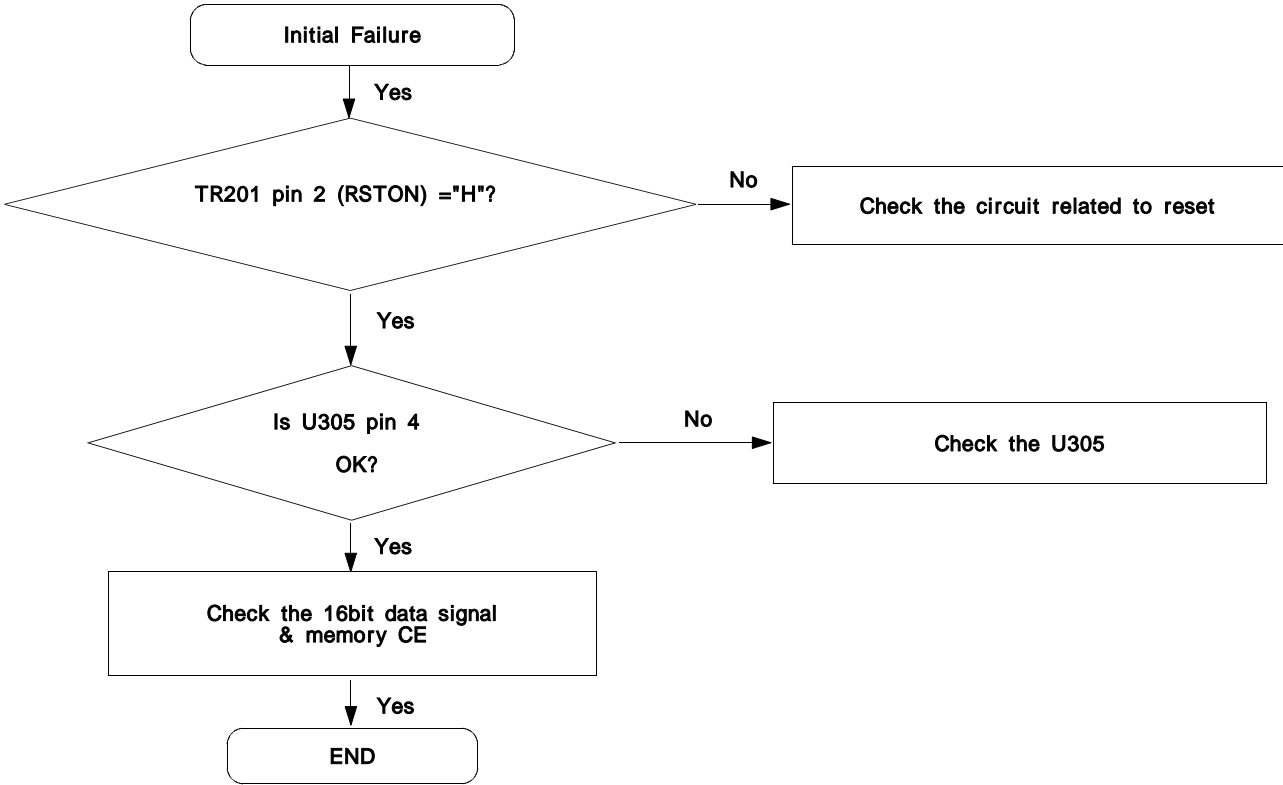 Initial Failure
Yes
TR201 pin 2 (RSTON) ="H"?
No
Check the circuit related to reset
Yes
Is U305 pin 4
OK?
No
Check the U305
Yes
Check the 16bit data signal
& memory CE
Yes
END